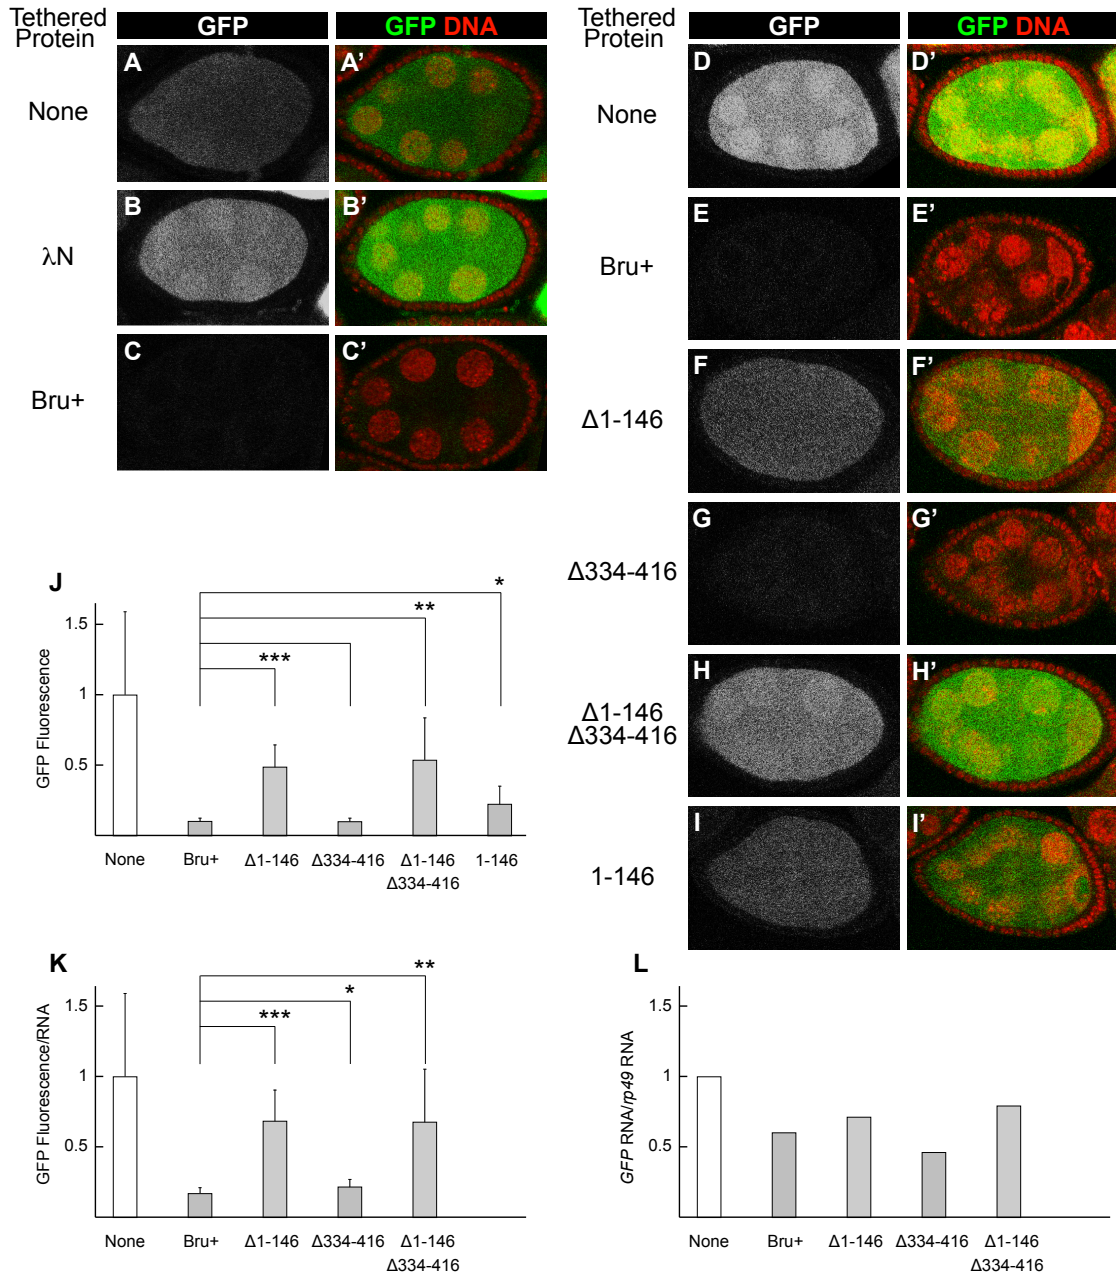 Tethered
Protein
GFP
GFP DNA
A
A’
None
B
B’
λN
C
C’
Bru+
Tethered
Protein
GFP
GFP DNA
D
D’
None
E
E’
Bru+
F
F’
Δ1-146
G
G’
Δ334-416
H
H’
Δ1-146
Δ334-416
I
I’
1-146
J
GFP Fluorescence
1.5
1
0.5
***
**
*
None
Bru+
Δ1-146
Δ334-416
Δ1-146
Δ334-416
1-146
K
GFP Fluorescence/RNA
1.5
1
0.5
***
*
**
None
Bru+
Δ1-146
Δ334-416
Δ1-146
Δ334-416
L
GFP RNA/rp49 RNA
1.5
1
0.5
None
Bru+
Δ1-146
Δ334-416
Δ1-146
Δ334-416